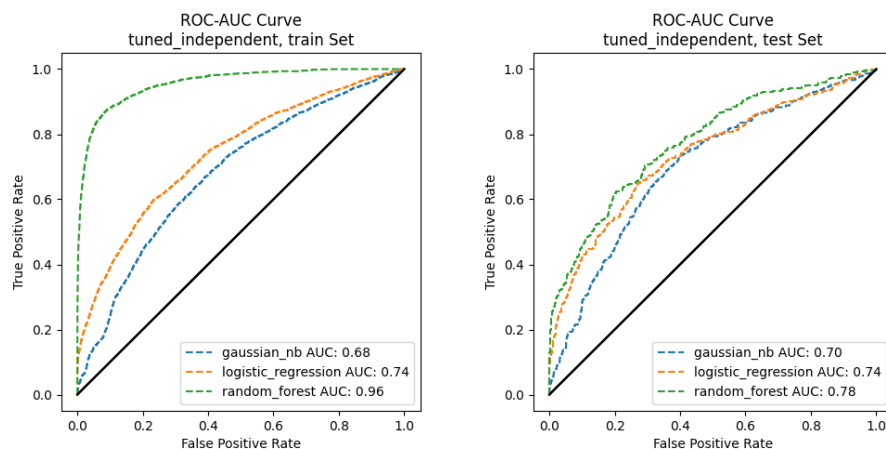 ROC-AUC Curve
tuned_independent, train Set
True Positive Rate
1.0
0.8
0.6
0.4
0.2
0.0
gaussian_nb AUC: 0.68
logistic_regression AUC: 0.74
random_forest AUC: 0.96
0.0 0.2 0.4 0.6 0.8 1.0
False Positive Rate
ROC-AUC Curve
tuned_independent, test Set
True Positive Rate
1.0
0.8
0.6
0.4
0.2
0.0
gaussian_nb AUC: 0.70
logistic_regression AUC: 0.74
random_forest AUC: 0.78
0.0 0.2 0.4 0.6 0.8 1.0
False Positive Rate